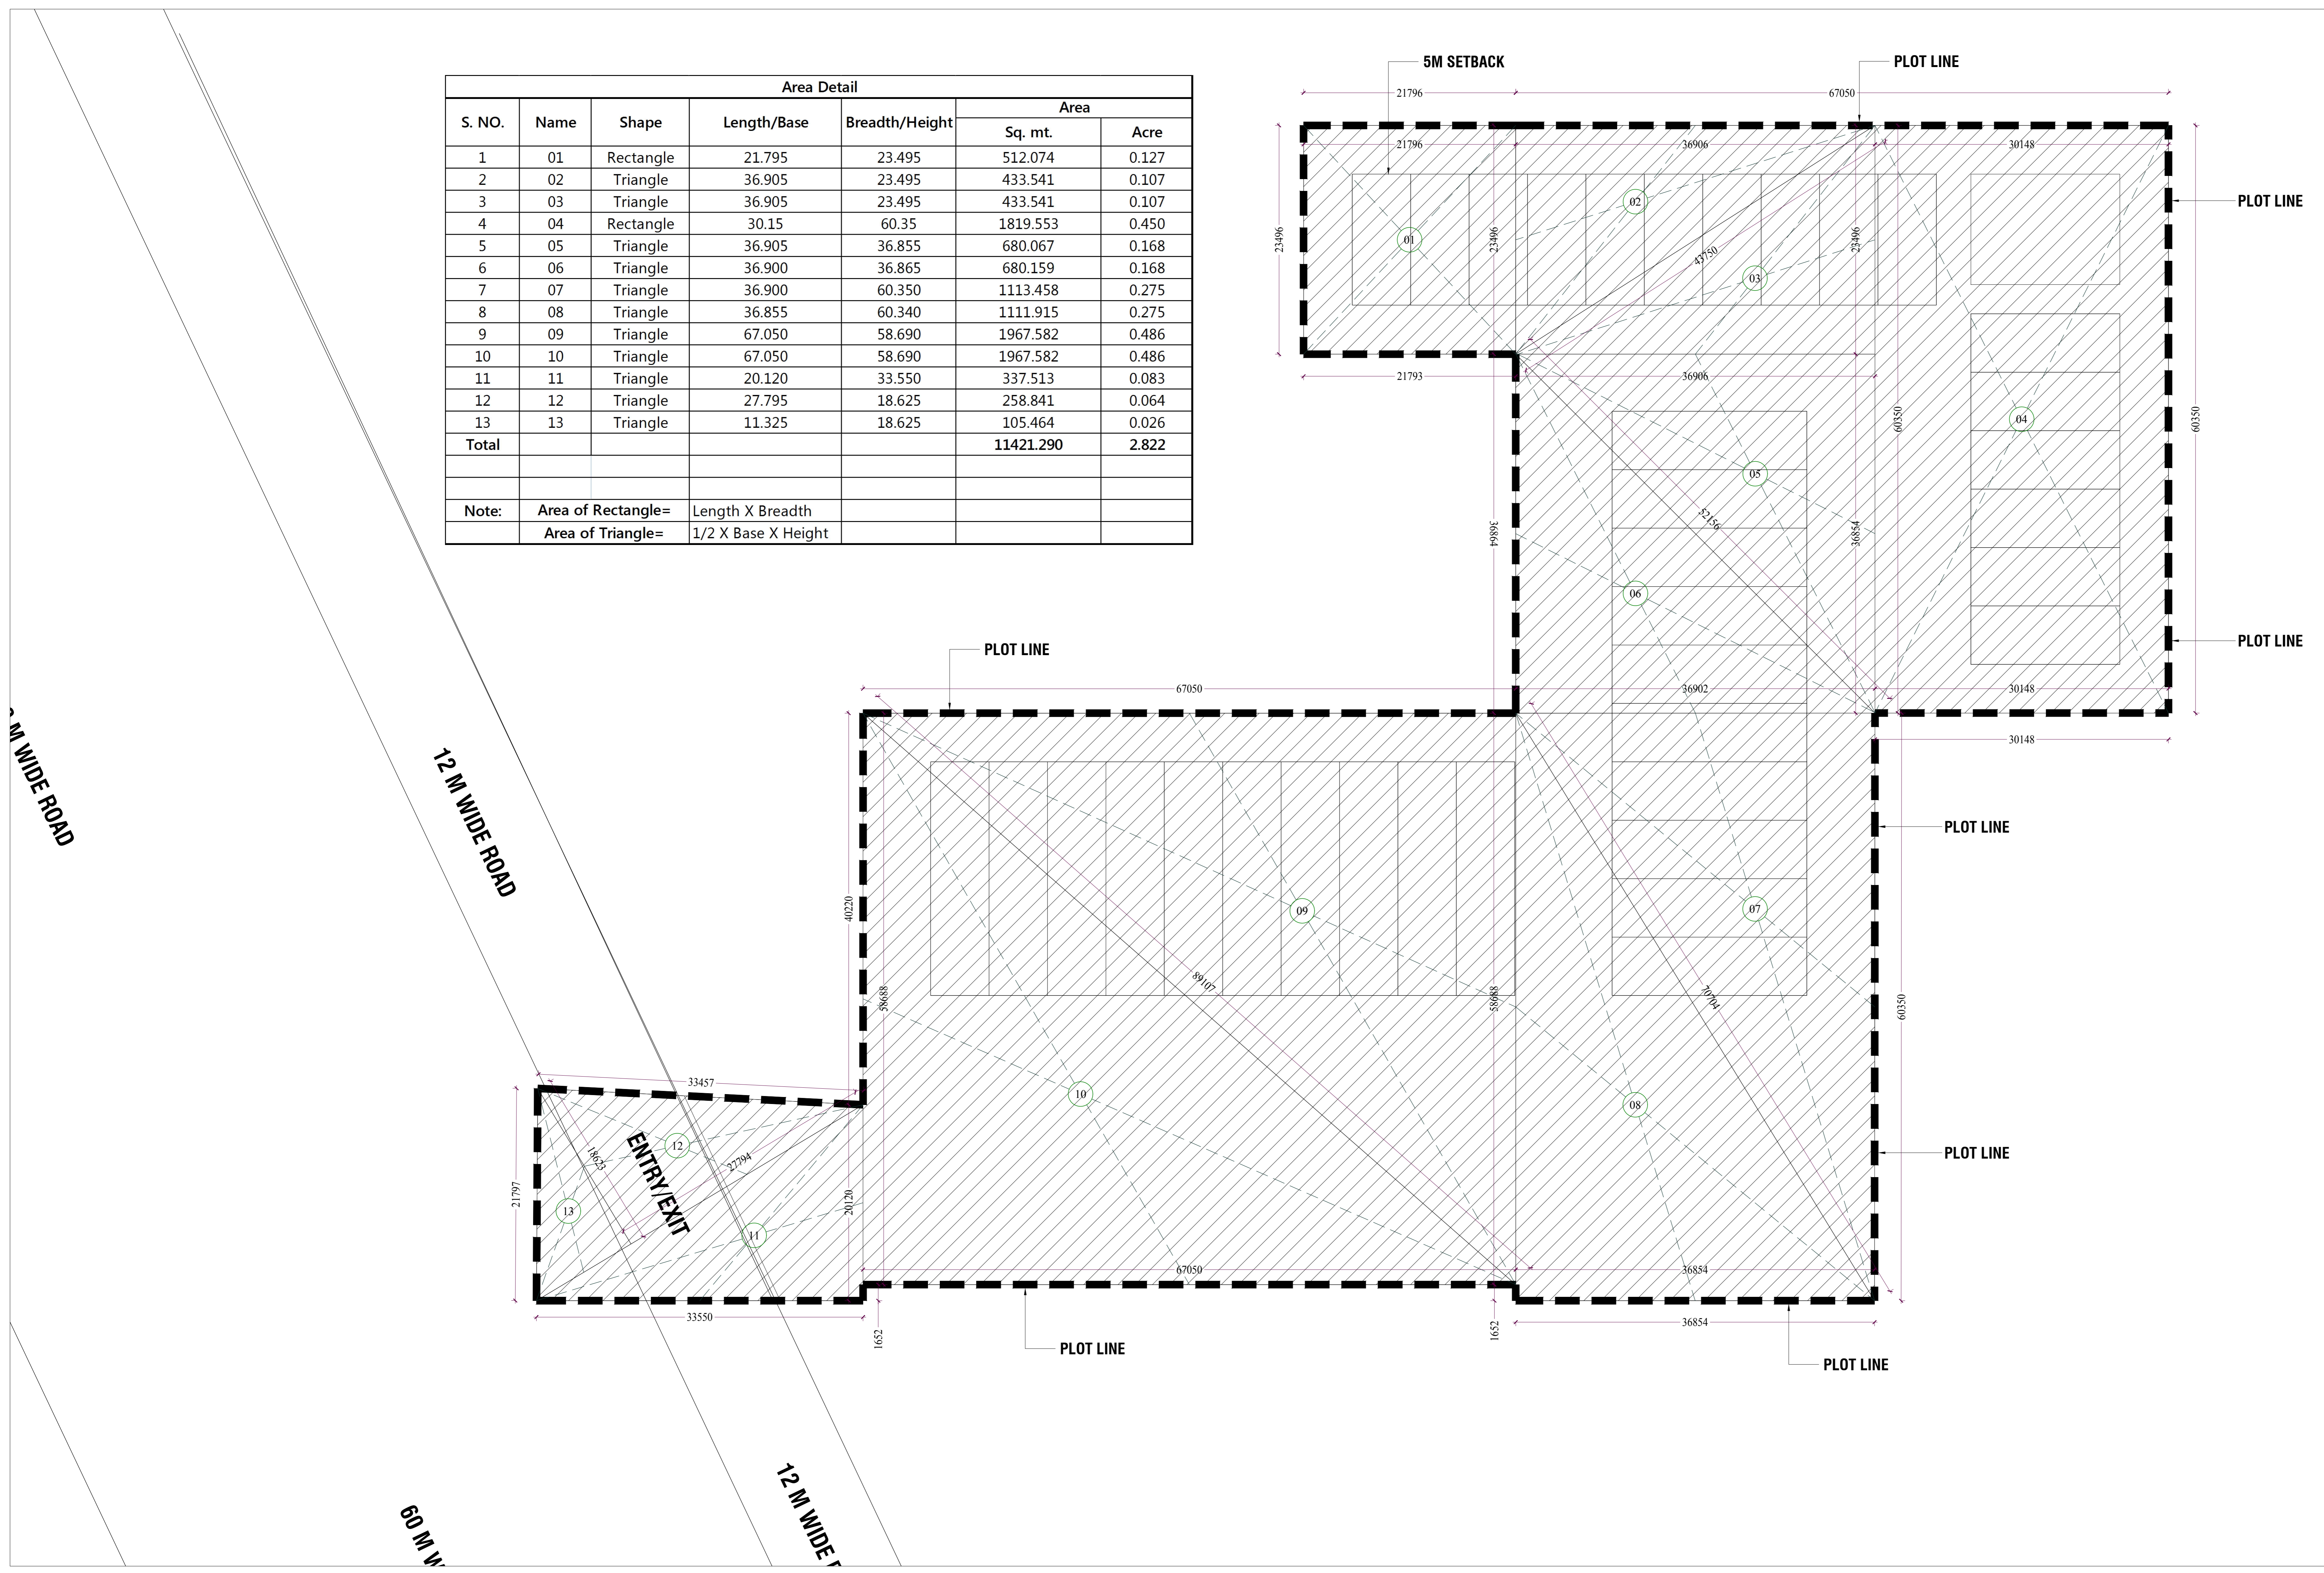 Area Detail
S. NO. Name Shape Length/Base Breadth/Height Area
Sq. mt. Acre
1 01 Rectangle 21.795 23.495 512.074 0.127
2 02 Triangle 36.905 23.495 433.541 0.107
3 03 Triangle 36.905 23.495 433.541 0.107
4 04 Rectangle 30.15 60.35 1819.553 0.450
5 05 Triangle 36.905 36.855 680.067 0.168
6 06 Triangle 36.900 36.865 680.159 0.168
7 07 Triangle 36.900 60.350 1113.458 0.275
8 08 Triangle 36.855 60.340 1111.915 0.275
9 09 Triangle 67.050 58.690 1967.582 0.486
10 10 Triangle 67.050 58.690 1967.582 0.486
11 11 Triangle 20.120 33.550 337.513 0.083
12 12 Triangle 27.795 18.625 258.841 0.064
13 13 Triangle 11.325 18.625 105.464 0.026
Total 11421.290 2.822
Note: Area of Rectangle= Length X Breadth
Area of Triangle= 1/2 X Base X Height
5M SETBACK
PLOT LINE
21796
67050
21796
36906
30148
PLOT LINE
02
23496
01
23496
23496
43750
03
21793
36906
60350
04
60350
05
36864
52156
36854
06
PLOT LINE
PLOT LINE
67050
36902
30148
30148
M WIDE ROAD
12 M WIDE ROAD
PLOT LINE
40220
09
07
89107
58688
58688
70704
60350
33457
10
08
12
18623
27794
ENTRY/EXIT
PLOT LINE
21797
13
20120
11
67050
36854
33550
1652
1652
36854
PLOT LINE
PLOT LINE
60 M
12 M WIDE